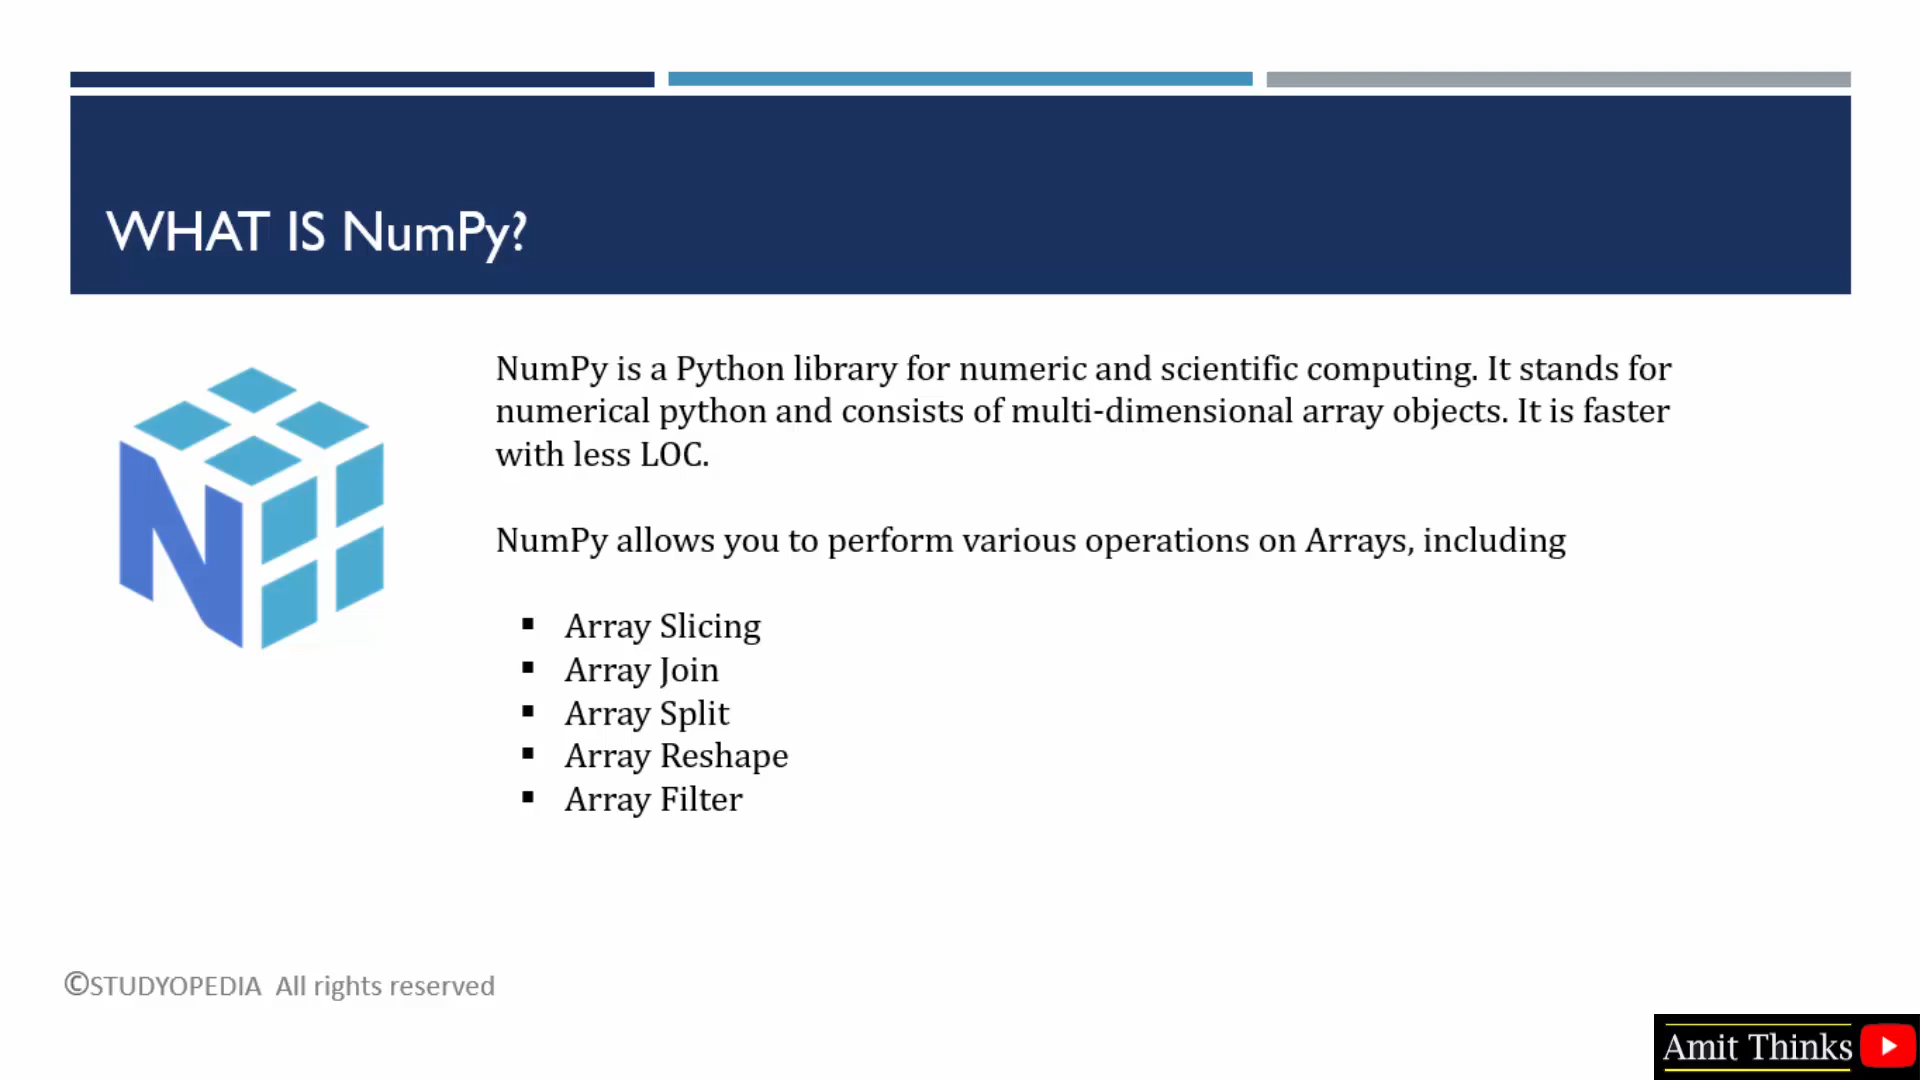 WHAT IS NumPy?
NumPy is a Python library for numeric and scientific computing. It stands for
numerical python and consists of multi-dimensional array objects. It is faster
with less LOC.
NumPy allows you to perform various operations on Arrays, including
▪ Array Slicing
▪ Array Join
▪ Array Split
▪ Array Reshape
▪ Array Filter
©STUDYOPEDIA All rights reserved
Amit Thinks